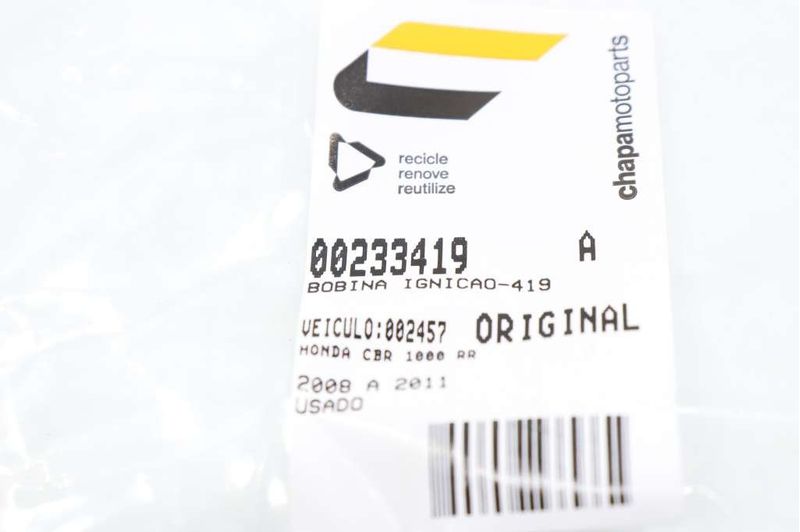 chapamotoparts
recicle
renove
reutilize
00233419 A
BOBINA IGNICAO-419
VEICULO:002457 ORIGINAL
HONDA CBR 1000 RR
2008 A 2011
USADO